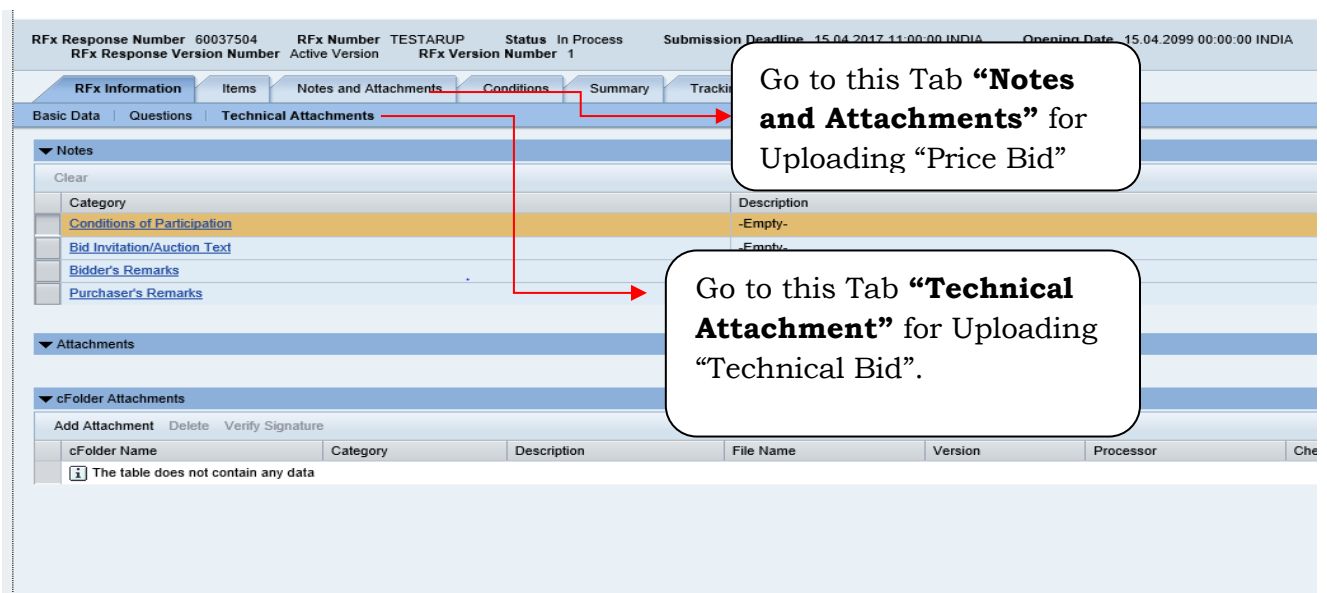 RFx Response Number 60037504 RFx Number TESTARUP Status In Process Submission Deadline 15.04.2017 11:00:00 INDIA Opening Date 15.04.2099 00:00:00 INDIA
RFx Response Version Number Active Version RFx Version Number 1
RFx Information Items Notes and Attachments Conditions Summary
Basic Data | Questions | Technical Attachments
Go to this Tab “Notes
and Attachments” for
Uploading “Price Bid”
Notes
Clear
Category Description
Conditions of Participation -Empty-
Bid Invitation/Auction Text -Empty-
Bidder's Remarks
Purchaser's Remarks
Go to this Tab “Technical
Attachment” for Uploading
“Technical Bid”.
Attachments
cFolder Attachments
Add Attachment Delete Verify Signature
cFolder Name Category Description File Name Version Processor Che
The table does not contain any data